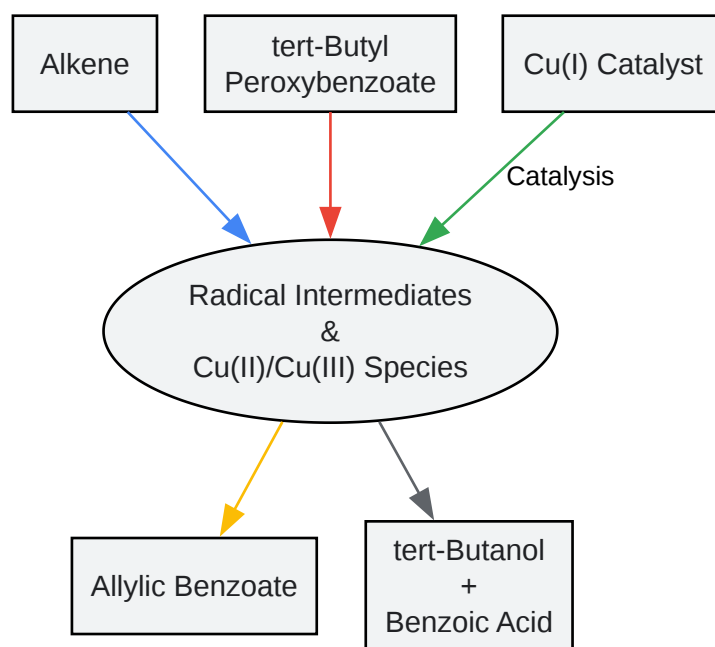 Alkene
tert-Butyl
Peroxybenzoate
Cu(I) Catalyst
Catalysis
Radical Intermediates
&
Cu(II)/Cu(III) Species
Allylic Benzoate
tert-Butanol
+
Benzoic Acid